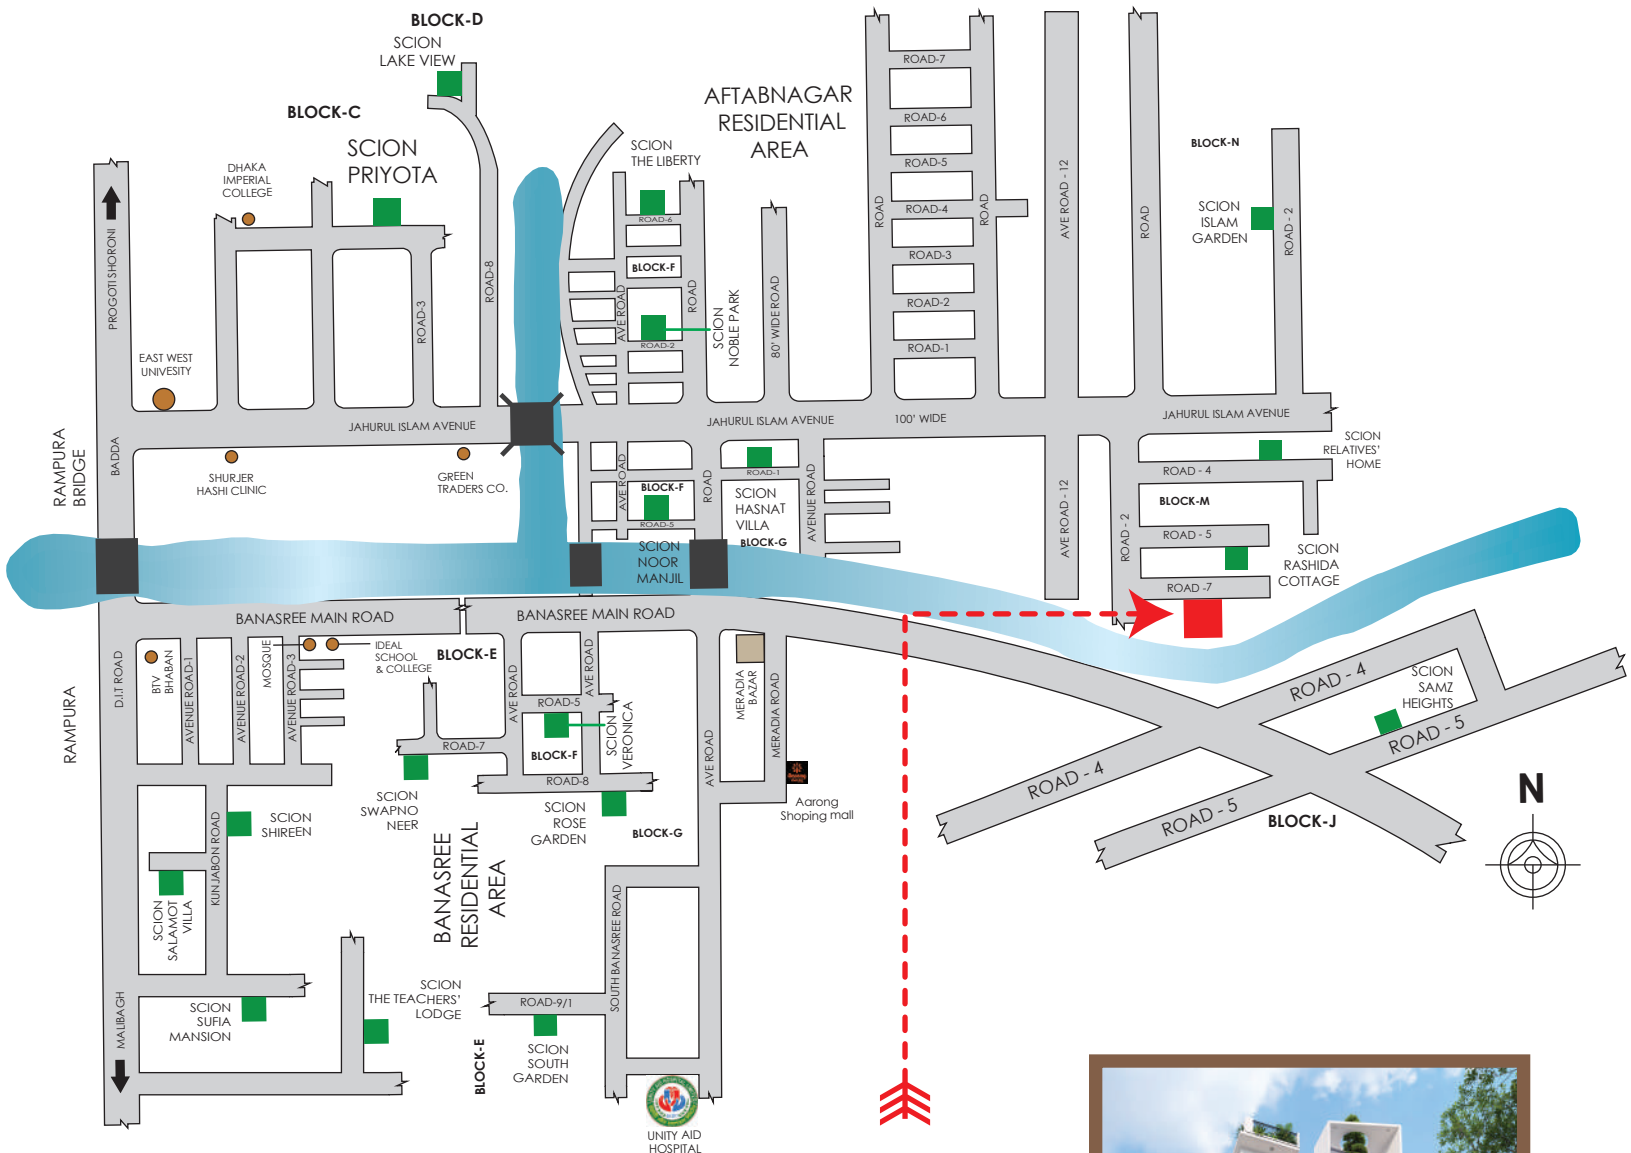 BLOCK-D
SCION
LAKE VIEW
BLOCK-C
SCION
PRIYOTA
DHAKA
IMPERIAL
COLLEGE
AFTABNAGAR
RESIDENTIAL
AREA
SCION
THE LIBERTY
ROAD-6
BLOCK-F
AVE ROAD
ROAD
ROAD-2
SCION
NOBLE PARK
80' WIDE ROAD
ROAD
ROAD-7
ROAD-6
ROAD-5
ROAD-4
ROAD-3
ROAD-2
ROAD-1
ROAD
AVE ROAD -12
ROAD
BLOCK-N
SCION
ISLAM
GARDEN
ROAD - 2
PROGOTI SHORONI
ROAD-3
ROAD-8
EAST WEST
UNIVESITY
JAHURUL ISLAM AVENUE
JAHURUL ISLAM AVENUE
100' WIDE
JAHURUL ISLAM AVENUE
RAMPURA
BRIDGE
BADDA
SHURJER
HASHI CLINIC
GREEN
TRADERS CO.
AVE ROAD
BLOCK-F
ROAD-5
ROAD
ROAD-1
SCION
HASNAT
VILLA
BLOCK-G
AVENUE ROAD
SCION
NOOR
MANJIL
AVE ROAD - 12
ROAD - 2
SCION
RELATIVES'
HOME
ROAD - 4
BLOCK-M
ROAD - 5
SCION
RASHIDA
COTTAGE
ROAD -7
BANASREE MAIN ROAD
BANASREE MAIN ROAD
RAMPURA
D.I.T ROAD
BTV
BHABAN
AVENUE ROAD-1
AVENUE ROAD-2
MOSQUE
AVENUE ROAD-3
IDEAL
SCHOOL
& COLLEGE
BLOCK-E
AVE ROAD
AVE ROAD
ROAD-5
BLOCK-F
SCION
VERONICA
ROAD-7
ROAD-8
SCION
SWAPNO
NEER
SCION
ROSE
GARDEN
BLOCK-G
AVE ROAD
MERADIA
BAZAR
MERADIA ROAD
Aarong
Shoping mall
ROAD - 4
SCION
SAMZ
HEIGHTS
ROAD - 5
ROAD - 4
ROAD - 5
BLOCK-J
N
KUNJABON ROAD
SCION
SHIREEN
SCION
SALAMOT
VILLA
BANASREE
RESIDENTIAL
AREA
SOUTH BANASREE ROAD
MALIBAGH
SCION
SUFIA
MANSION
SCION
THE TEACHERS'
LODGE
ROAD-9/1
BLOCK-E
SCION
SOUTH
GARDEN
UNITY AID
HOSPITAL